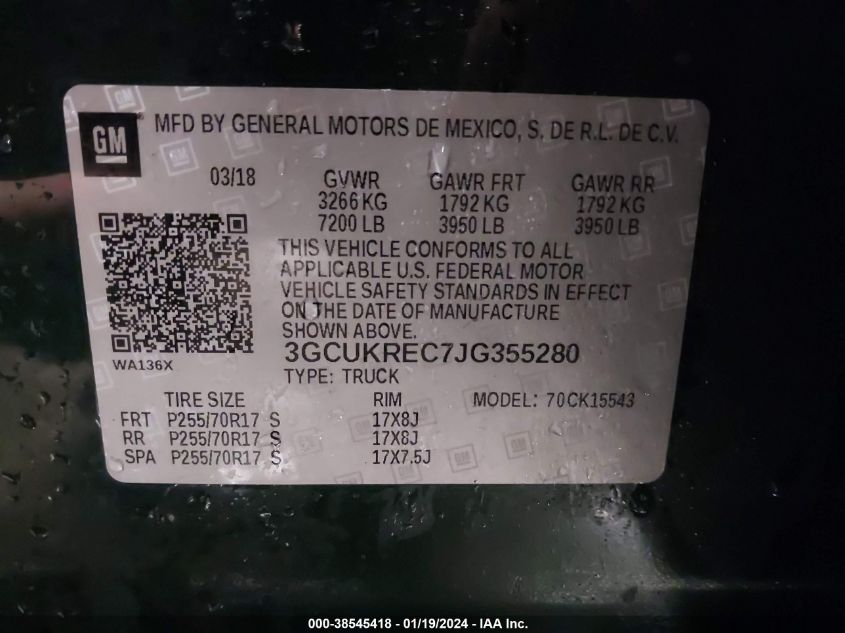 GM
MFD BY GENERAL MOTORS DE MEXICO, S. DE R.L. DE C.V.
03/18 GVWR GAWR FRT GAWR RR
3266 KG 1792 KG 1792 KG
7200 LB 3950 LB 3950 LB
THIS VEHICLE CONFORMS TO ALL
APPLICABLE U.S. FEDERAL MOTOR
VEHICLE SAFETY STANDARDS IN EFFECT
ON THE DATE OF MANUFACTURE
SHOWN ABOVE.
3GCUKREC7JG355280
WA136X
TYPE: TRUCK
TIRE SIZE RIM MODEL: 70CK15543
FRT P255/70R17 S 17X8J
RR P255/70R17 S 17X8J
SPA P255/70R17 S 17X7.5J
000-38545418 - 01/19/2024 - IAA Inc.